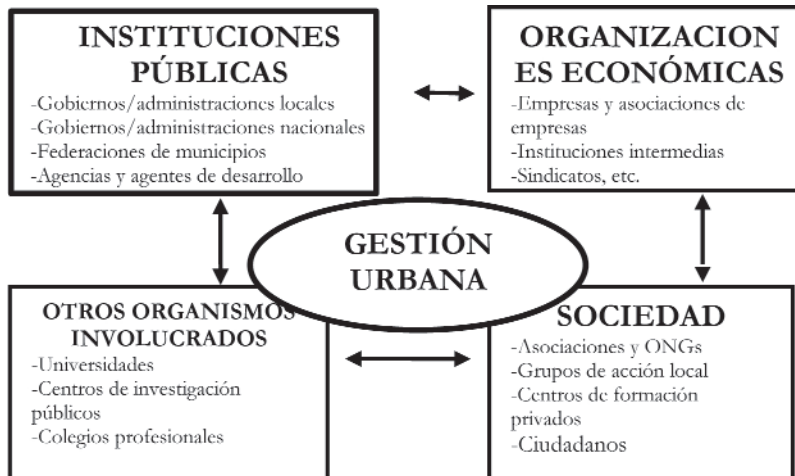 INSTITUCIONES
PÚBLICAS
-Gobiernos/administraciones locales
-Gobiernos/administraciones nacionales
-Federaciones de municipios
-Agencias y agentes de desarrollo
ORGANIZACION
ES ECONÓMICAS
-Empresas y asociaciones de
empresas
-Instituciones intermedias
-Sindicatos, etc.
GESTIÓN
URBANA
OTROS ORGANISMOS
INVOLUCRADOS
-Universidades
-Centros de investigación
públicos
-Colegios profesionales
SOCIEDAD
-Asociaciones y ONGs
-Grupos de acción local
-Centros de formación
privados
-Ciudadanos